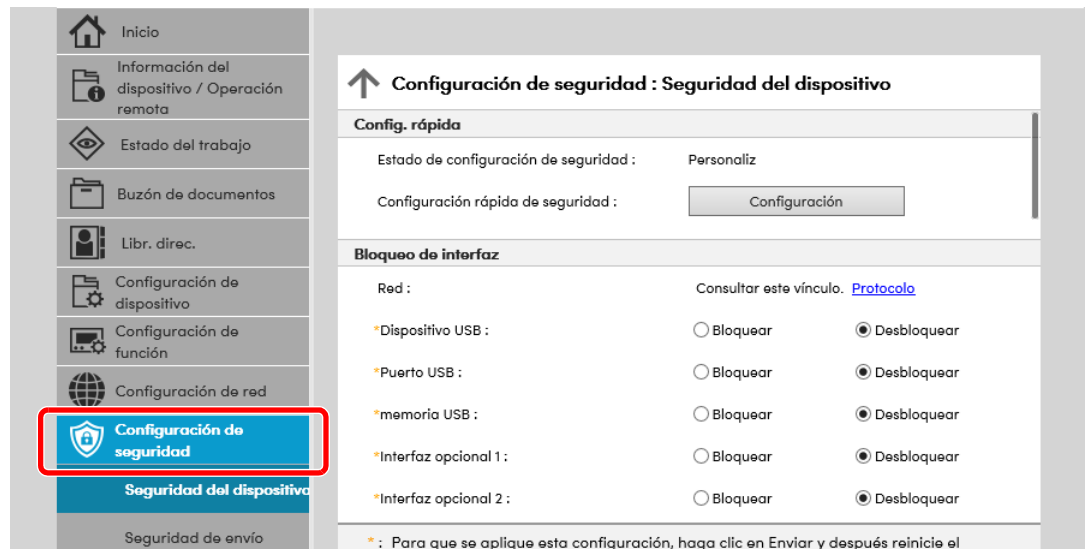 Inicio
Información del
dispositivo / Operación
remota
Estado del trabajo
Buzón de documentos
Libr. direc.
Configuración de
dispositivo
Configuración de
función
Configuración de red
Configuración de
seguridad
Seguridad del dispositivo
Seguridad de envío
Configuración de seguridad : Seguridad del dispositivo
Config. rápida
Estado de configuración de seguridad : Personaliz
Configuración rápida de seguridad : Configuración
Bloqueo de interfaz
Red : Consultar este vínculo. Protocolo
*Dispositivo USB : Bloquear Desbloquear
*Puerto USB : Bloquear Desbloquear
*memoria USB : Bloquear Desbloquear
*Interfaz opcional 1 : Bloquear Desbloquear
*Interfaz opcional 2 : Bloquear Desbloquear
* : Para que se aplique esta configuración, haga clic en Enviar y después reinicie el